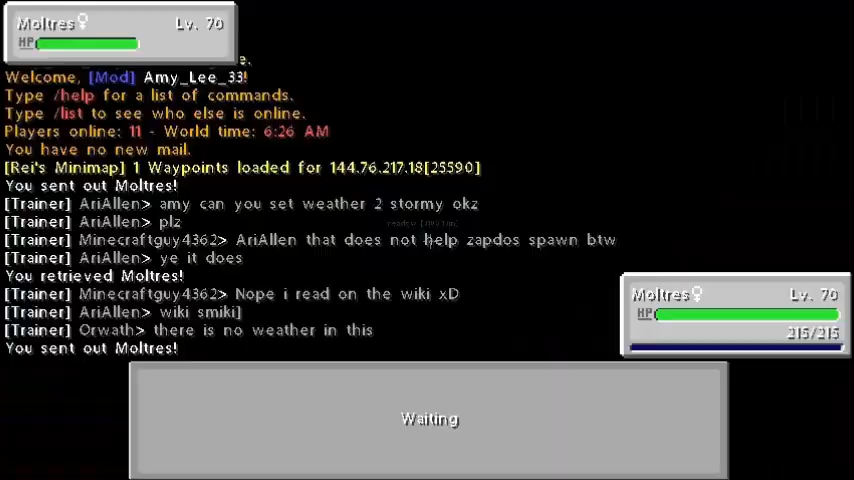 Moltres♀ Lv. 70
HP
e.
Welcome, [Mod] Amy_Lee_33!
Type /help for a list of commands.
Type /list to see who else is online.
Players online: 11 - World time: 6:26 AM
You have no new mail.
[Rei's Minimap] 1 Waypoints loaded for 144.76.217.18[25590]
You sent out Moltres!
[Trainer] AriAllen> amy can you set weather 2 stormy okz
[Trainer] AriAllen> plz
[Trainer] Minecraftguy4362> AriAllen that does not help zapdos spawn btw
[Trainer] AriAllen> ye it does
You retrieved Moltres!
[Trainer] Minecraftguy4362> Nope i read on the wiki xD
[Trainer] AriAllen> wiki smiki]
[Trainer] Orwath> there is no weather in this
You sent out Moltres!
Moltres♀ Lv. 70
HP
215/215
Waiting